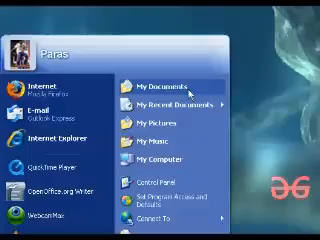 Paras
Internet
Mozilla Firefox
My Documents
E-mail
Outlook Express
My Recent Documents
Internet Explorer
My Pictures
My Music
QuickTime Player
My Computer
OpenOffice.org Writer
Control Panel
Set Program Access and
Defaults
WebcamMax
Connect To